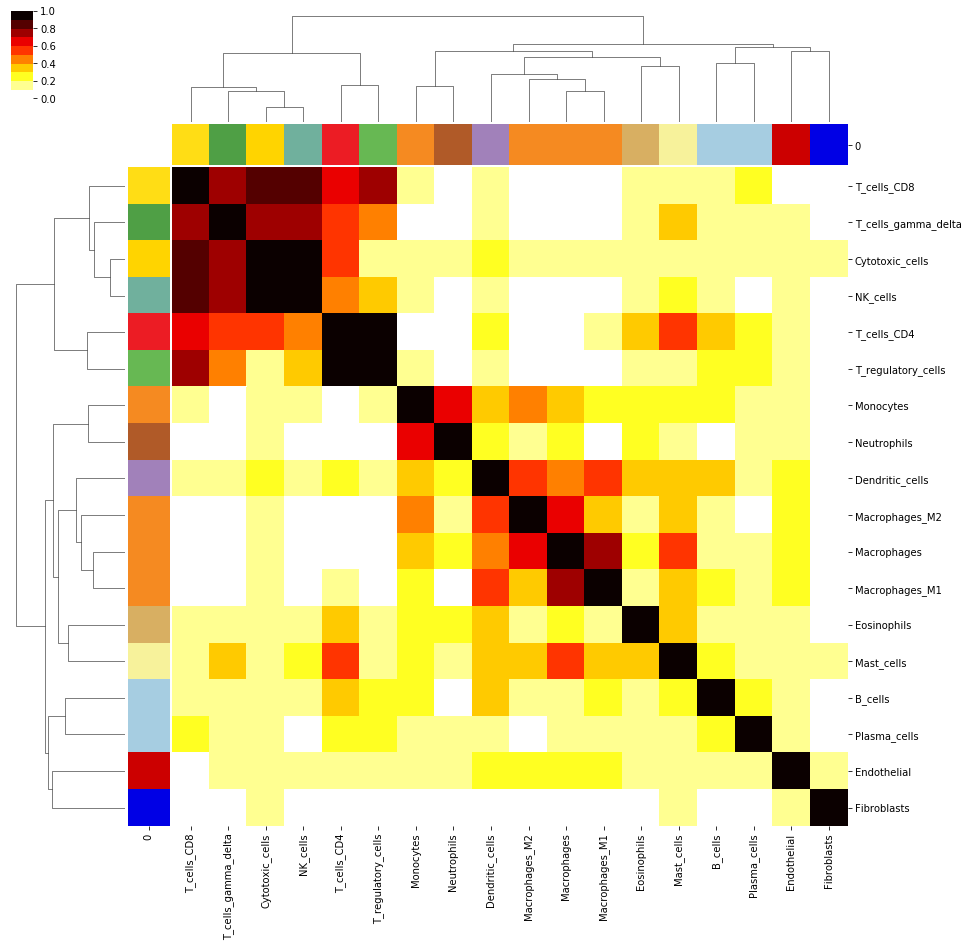 1.0
0.8
0.6
0.4
0.2
0.0
0
T_cells_CD8
T_cells_gamma_delta
Cytotoxic_cells
NK_cells
T_cells_CD4
T_regulatory_cells
Monocytes
Neutrophils
Dendritic_cells
Macrophages_M2
Macrophages
Macrophages_M1
Eosinophils
Mast_cells
B_cells
Plasma_cells
Endothelial
Fibroblasts
0
T_cells_CD8
T_cells_gamma_delta
Cytotoxic_cells
NK_cells
T_cells_CD4
T_regulatory_cells
Monocytes
Neutrophils
Dendritic_cells
Macrophages_M2
Macrophages
Macrophages_M1
Eosinophils
Mast_cells
B_cells
Plasma_cells
Endothelial
Fibroblasts